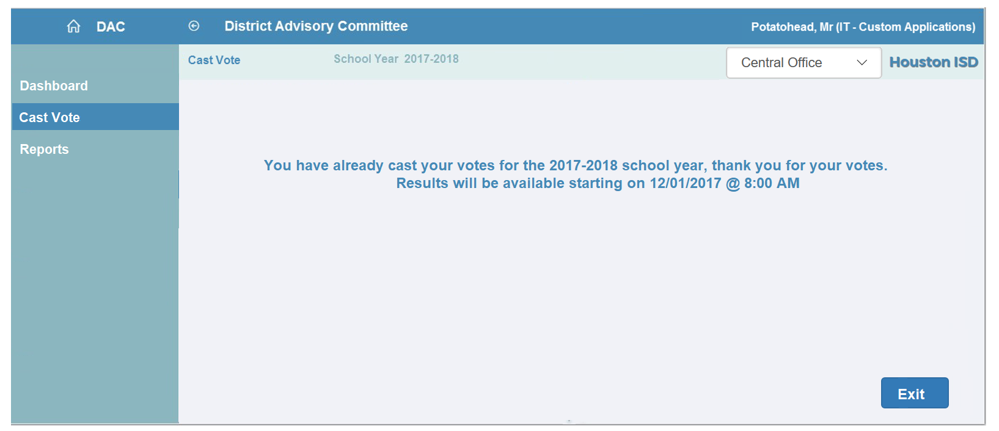 DAC
District Advisory Committee
Potatohead, Mr (IT - Custom Applications)
Cast Vote
School Year 2017-2018
Central Office
Houston ISD
Dashboard
Cast Vote
Reports
You have already cast your votes for the 2017-2018 school year, thank you for your votes.
Results will be available starting on 12/01/2017 @ 8:00 AM
Exit